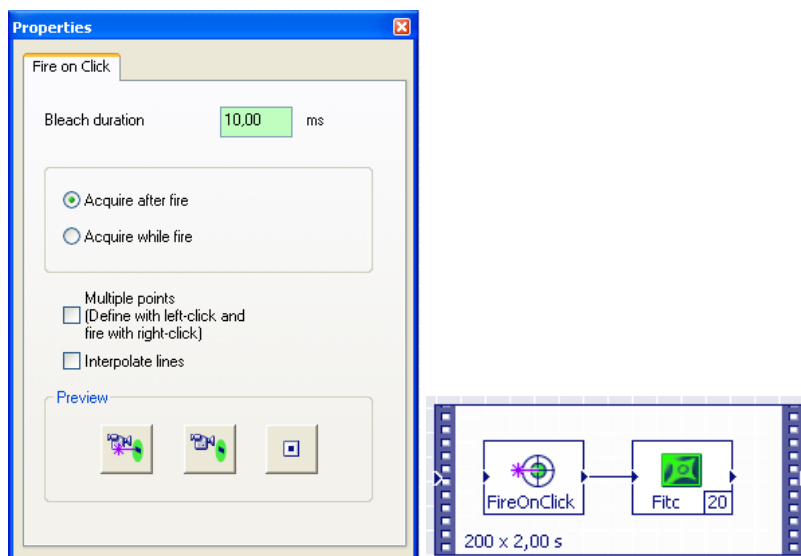 Properties
Fire on Click
Bleach duration 10,00 ms
Acquire after fire
Acquire while fire
Multiple points
(Define with left-click and
fire with right-click)
Interpolate lines
Preview
FireOnClick
Fitc 20
200 x 2,00 s